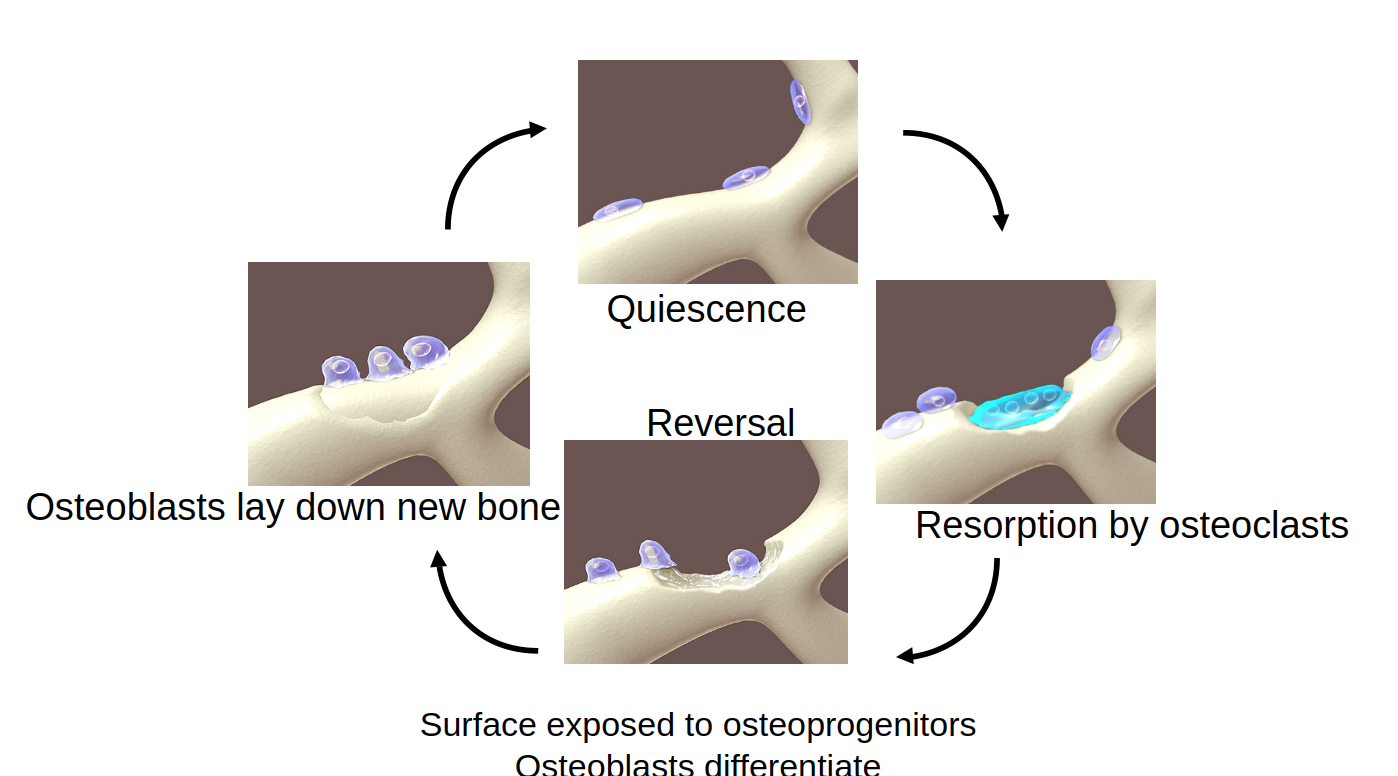 Quiescence
Reversal
Osteoblasts lay down new bone
Resorption by osteoclasts
Surface exposed to osteoprogenitors
Osteoblasts differentiate